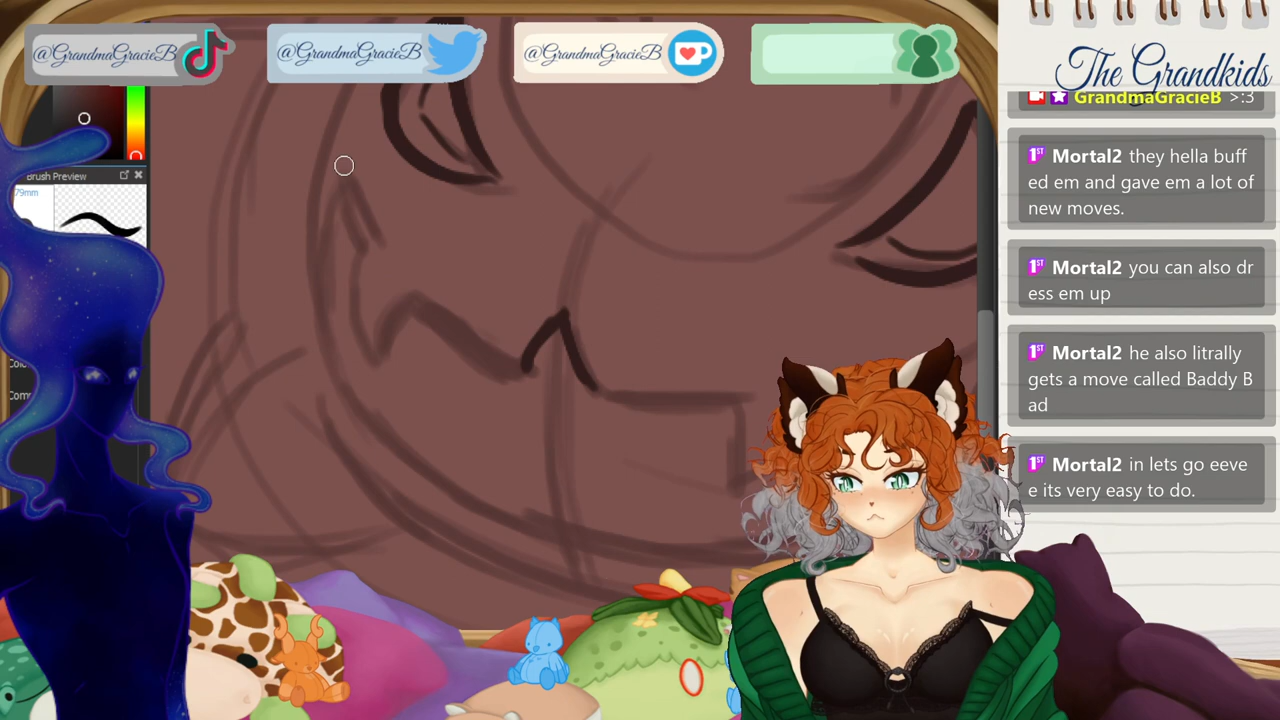 @GrandmaGracieB
@GrandmaGracieB
@GrandmaGracieB
The Grandkids
GrandmaGracieB >:3
Brush Preview
79mm
Mortal2 they hella buff
ed em and gave em a lot of
new moves.
Mortal2 you can also dr
ess em up
Mortal2 he also litrally
gets a move called Baddy B
ad
Mortal2 in lets go eeve
e its very easy to do.